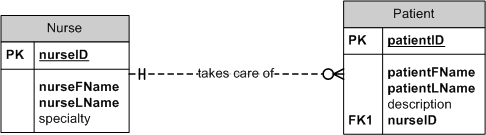 Nurse
PK nurseID
nurseFName
nurseLName
specialty
takes care of
Patient
PK patientID
patientFName
patientLName
description
FK1 nurseID